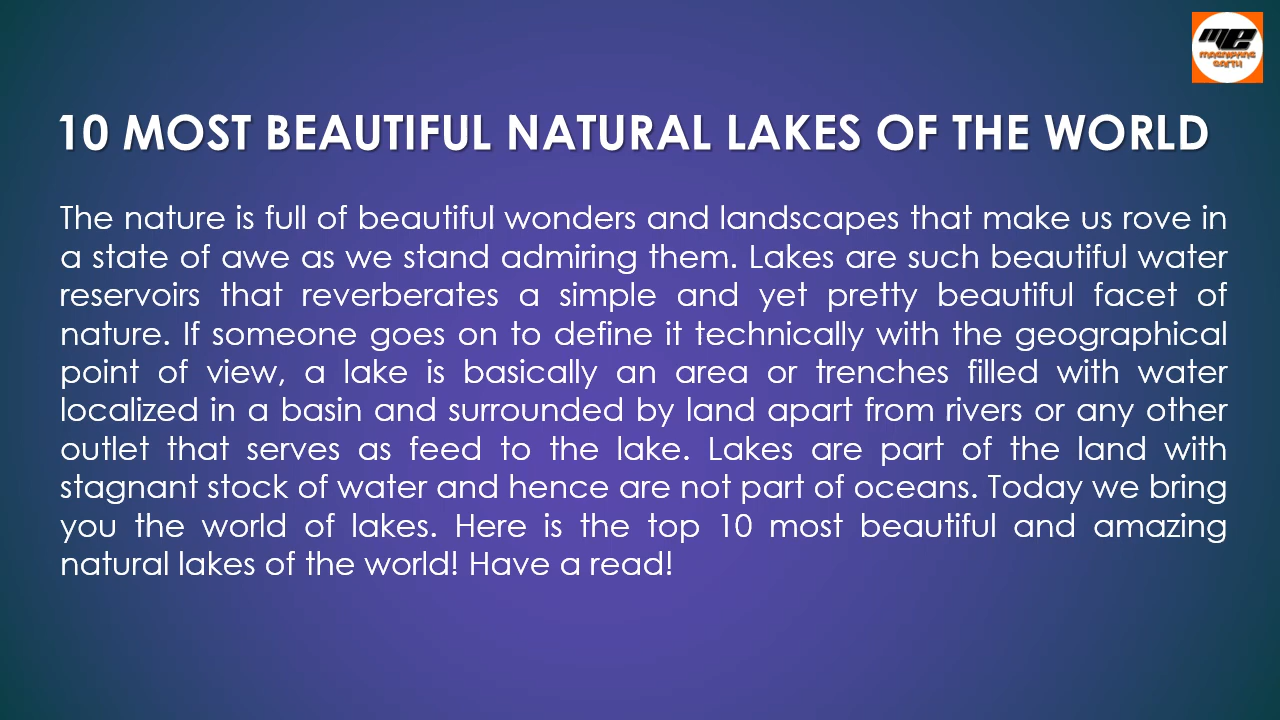 me
MAGNIFYING
EARTH
10 MOST BEAUTIFUL NATURAL LAKES OF THE WORLD
The nature is full of beautiful wonders and landscapes that make us rove in
a state of awe as we stand admiring them. Lakes are such beautiful water
reservoirs that reverberates a simple and yet pretty beautiful facet of
nature. If someone goes on to define it technically with the geographical
point of view, a lake is basically an area or trenches filled with water
localized in a basin and surrounded by land apart from rivers or any other
outlet that serves as feed to the lake. Lakes are part of the land with
stagnant stock of water and hence are not part of oceans. Today we bring
you the world of lakes. Here is the top 10 most beautiful and amazing
natural lakes of the world! Have a read!